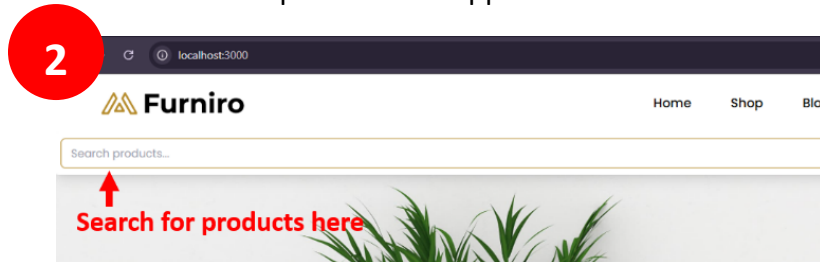 2
localhost:3000
Furniro
Home Shop
Search products...
Search for products here